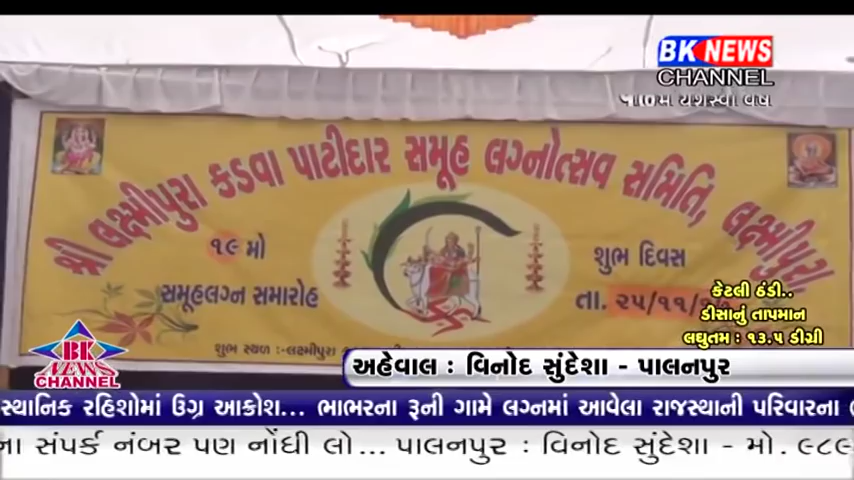 BK NEWS
CHANNEL
૧૦માં યશસ્વી વર્ષ
શ્રી લક્ષ્મીપુરા કડવા પાટીદાર સમૂહ લગ્નોત્સવ સમિતિ, લક્ષ્મીપુરા.
૧૯ મો
સમૂહલગ્ન સમારોહ
શુભ સ્થળ :- લક્ષ્મીપુરા
શુભ દિવસ
તા. ૨૫/૧૧/
કેટલી ઠંડી..
ડીસાનું તાપમાન
લઘુતમ : ૧૩.૫ ડીગ્રી
BK
NEWS
CHANNEL
અહેવાલ : વિનોદ સુંદેશા - પાલનપુર
સ્થાનિક રહિશોમાં ઉગ્ર આક્રોશ... ભાભરના રૂની ગામે લગ્નમાં આવેલા રાજસ્થાની પરિવારના
ના સંપર્ક નંબર પણ નોંધી લો... પાલનપુર : વિનોદ સુંદેશા - મો. ૯૮૯